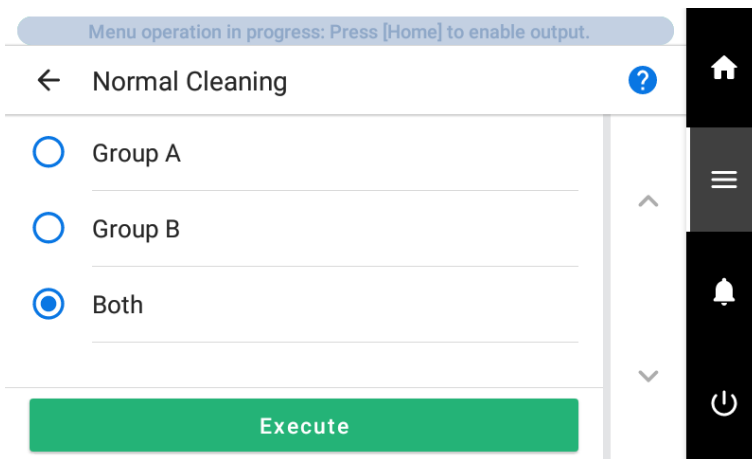 Menu operation in progress: Press [Home] to enable output.
Normal Cleaning
?
Group A
Group B
Both
Execute